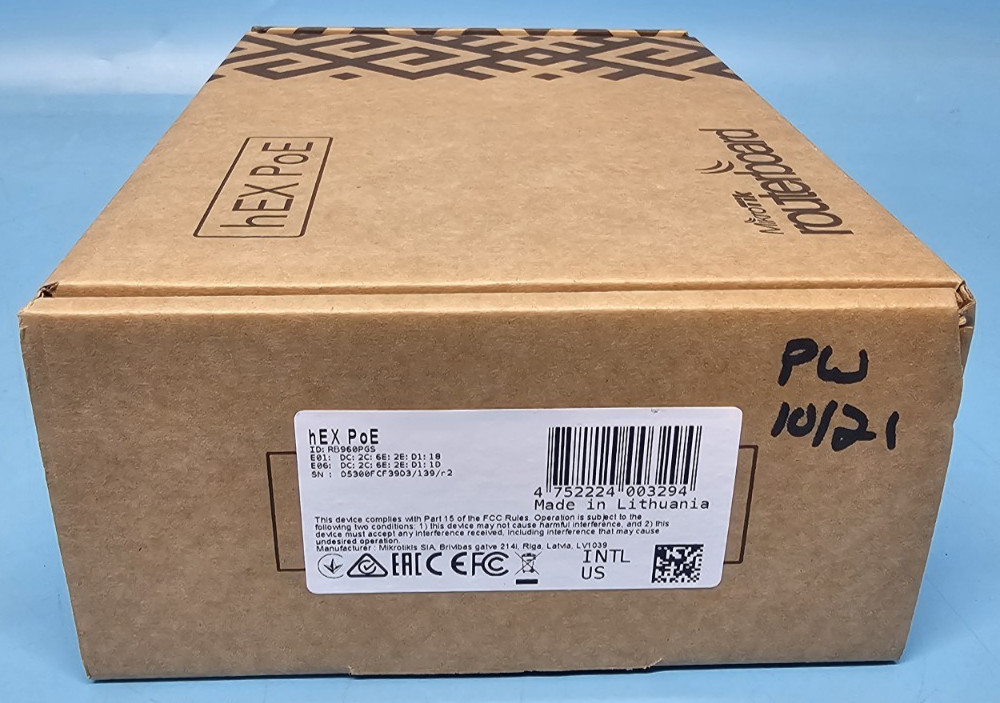 hEX PoE
MikroTik
routerboard
PW
10/21
hEX PoE
ID: RB960PGS
E01: DC: 2C: 6E: 2E: D1: 18
E06: DC: 2C: 6E: 2E: D1: 1D
SN : D5300FCF39D3/139/r2
4 752224 003294
Made in Lithuania
This device complies with Part 15 of the FCC Rules. Operation is subject to the
following two conditions: 1) this device may not cause harmful interference, and 2) this
device must accept any interference received, including interference that may cause
undesired operation.
Manufacturer : Mikrotikls SIA, Brivibas gatve 214i, Riga, Latvia, LV1039
EAC CE FC
INTL
US